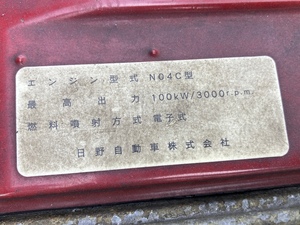 エンジン型式 N04C型
最高出力 100kW/3000r.p.m
燃料噴射方式 電子式
日野自動車株式会社